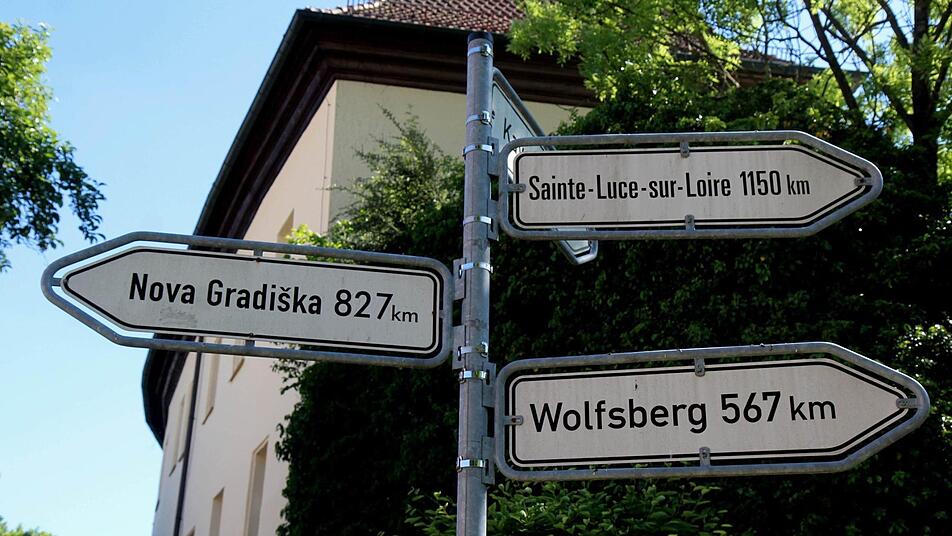 Sainte-Luce-sur-Loire 1150 km
Nova Gradiška 827 km
Wolfsberg 567 km